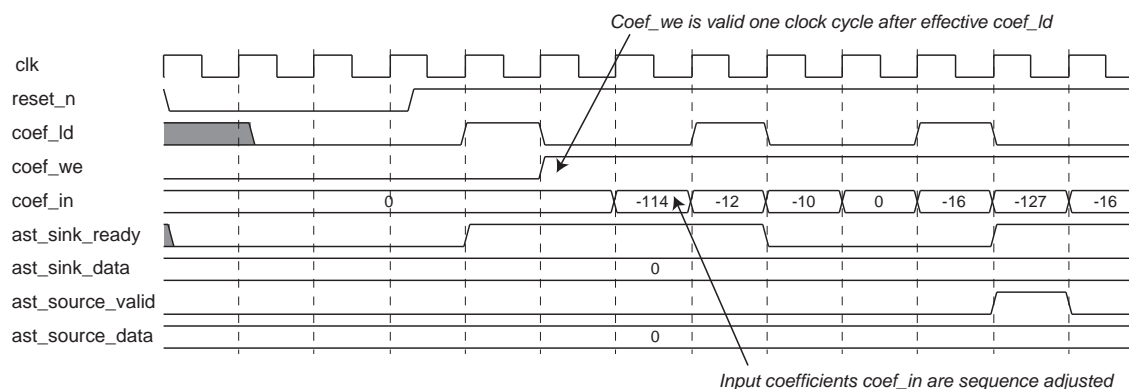 Coef_we is valid one clock cycle after effective coef_ld
clk
reset_n
coef_ld
coef_we
coef_in 0 -114 -12 -10 0 -16 -127 -16
ast_sink_ready
ast_sink_data 0
ast_source_valid
ast_source_data 0
Input coefficients coef_in are sequence adjusted